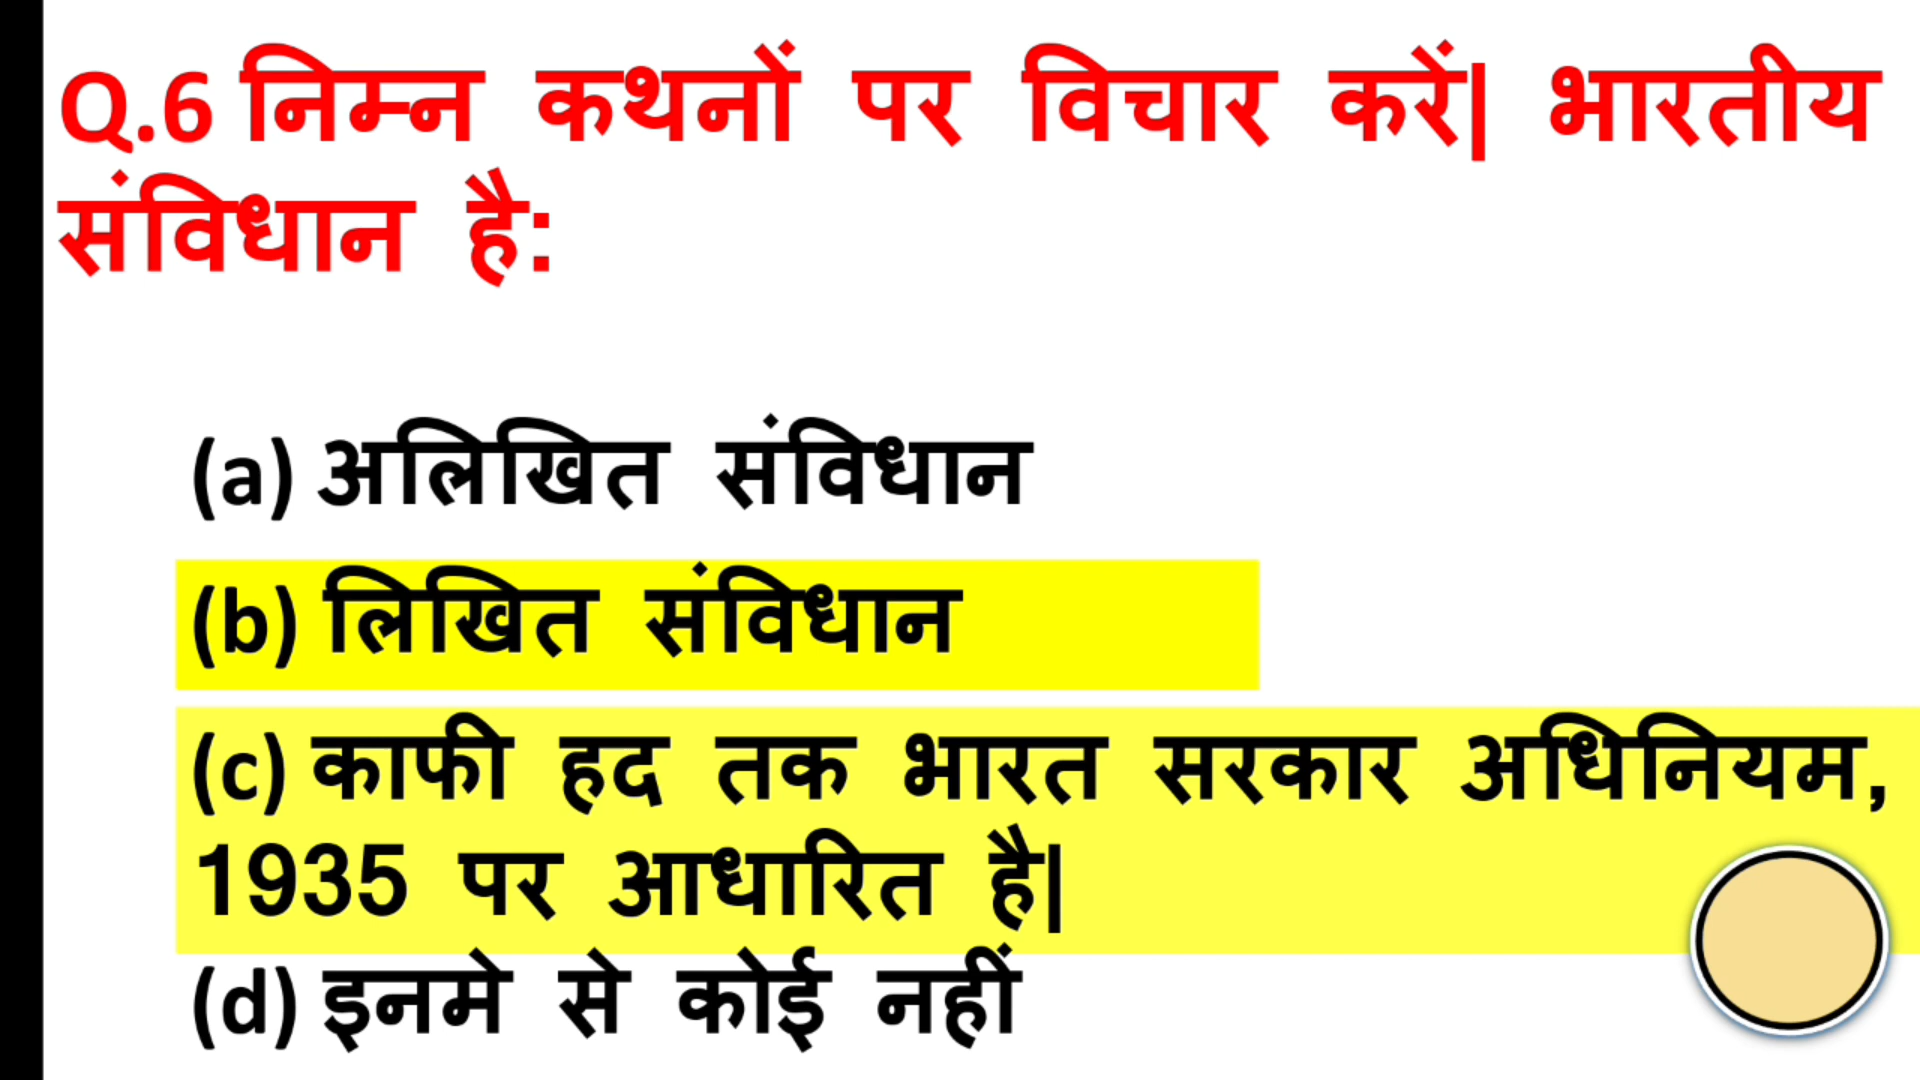 Q.6 निम्न कथनों पर विचार करें| भारतीय
संविधान है:
(a) अलिखित संविधान
(b) लिखित संविधान
(c) काफी हद तक भारत सरकार अधिनियम,
1935 पर आधारित है|
(d) इनमे से कोई नहीं